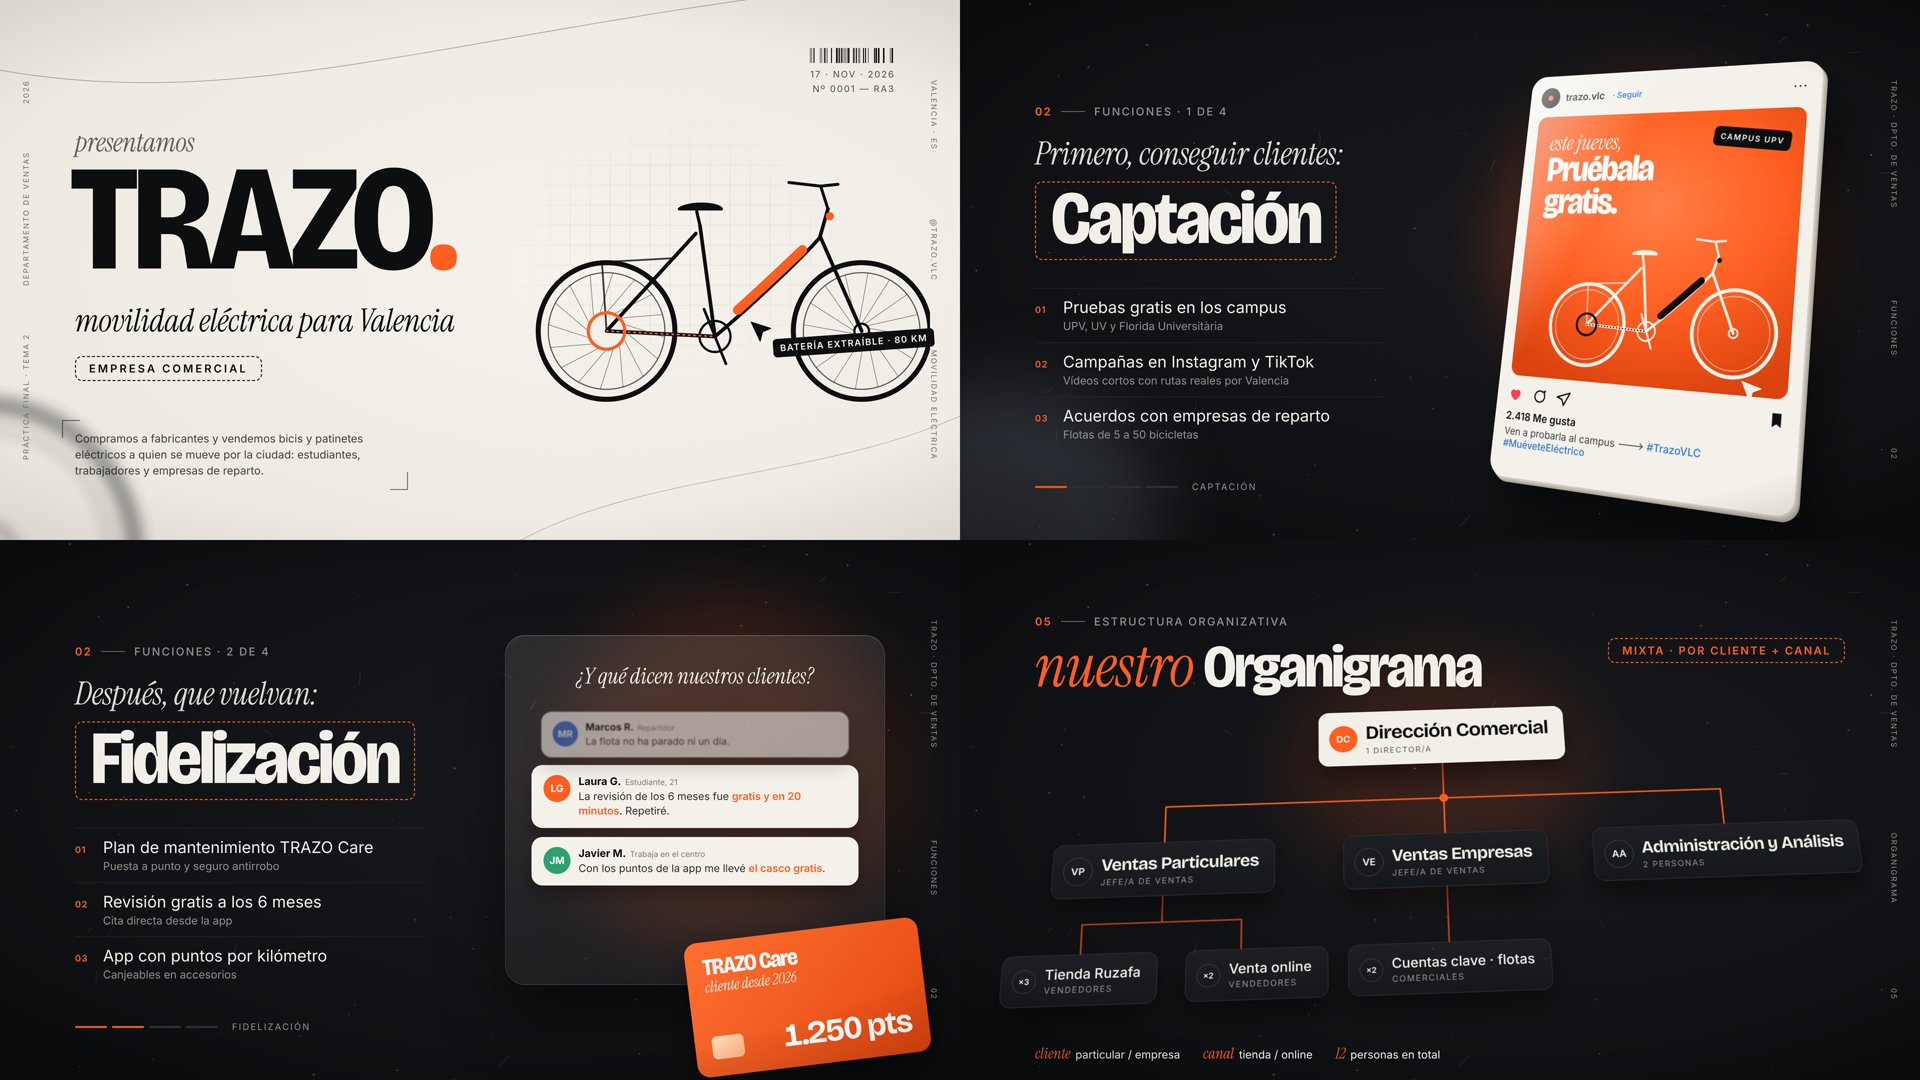 2026
DEPARTAMENTO DE VENTAS
PRÁCTICA FINAL · TEMA 2
17 · NOV · 2026
Nº 0001 — RA3
VALENCIA · ES
@TRAZO.VLC
MOVILIDAD ELÉCTRICA
presentamos
TRAZO.
movilidad eléctrica para Valencia
EMPRESA COMERCIAL
Compramos a fabricantes y vendemos bicis y patinetes
eléctricos a quien se mueve por la ciudad: estudiantes,
trabajadores y empresas de reparto.
BATERÍA EXTRAÍBLE · 80 KM
02 — FUNCIONES · 1 DE 4
Primero, conseguir clientes:
Captación
01 Pruebas gratis en los campus
UPV, UV y Florida Universitària
02 Campañas en Instagram y TikTok
Vídeos cortos con rutas reales por Valencia
03 Acuerdos con empresas de reparto
Flotas de 5 a 50 bicicletas
CAPTACIÓN
trazo.vlc · Seguir
este jueves,
Pruébala
gratis.
CAMPUS UPV
2.418 Me gusta
Ven a probarla al campus ⟶ #TrazoVLC
#MuéveteEléctrico
TRAZO · DPTO. DE VENTAS
FUNCIONES
02
02 — FUNCIONES · 2 DE 4
Después, que vuelvan:
Fidelización
01 Plan de mantenimiento TRAZO Care
Puesta a punto y seguro antirrobo
02 Revisión gratis a los 6 meses
Cita directa desde la app
03 App con puntos por kilómetro
Canjeables en accesorios
FIDELIZACIÓN
¿Y qué dicen nuestros clientes?
MR Marcos R. Repartidor
La flota no ha parado ni un día.
LG Laura G. Estudiante, 21
La revisión de los 6 meses fue gratis y en 20
minutos. Repetiré.
JM Javier M. Trabaja en el centro
Con los puntos de la app me llevé el casco gratis.
TRAZO Care
cliente desde 2026
1.250 pts
TRAZO · DPTO. DE VENTAS
FUNCIONES
02
05 — ESTRUCTURA ORGANIZATIVA
nuestro Organigrama
MIXTA · POR CLIENTE + CANAL
DC Dirección Comercial
1 DIRECTOR/A
VP Ventas Particulares
JEFE/A DE VENTAS
VE Ventas Empresas
JEFE/A DE VENTAS
AA Administración y Análisis
2 PERSONAS
×3 Tienda Ruzafa
VENDEDORES
×2 Venta online
VENDEDORES
×2 Cuentas clave · flotas
COMERCIALES
cliente particular / empresa canal tienda / online 12 personas en total
TRAZO · DPTO. DE VENTAS
ORGANIGRAMA
05